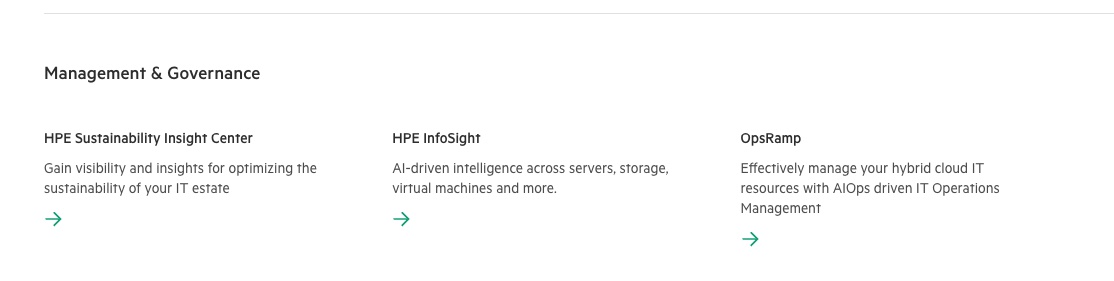 Management & Governance
HPE Sustainability Insight Center
Gain visibility and insights for optimizing the
sustainability of your IT estate
HPE InfoSight
AI-driven intelligence across servers, storage,
virtual machines and more.
OpsRamp
Effectively manage your hybrid cloud IT
resources with AIOps driven IT Operations
Management